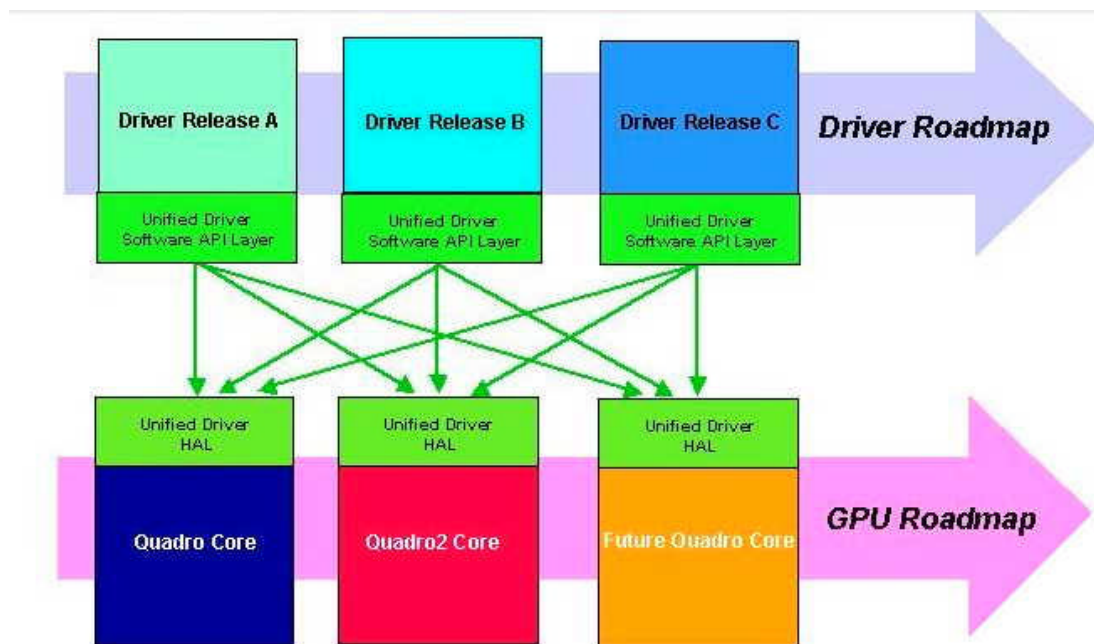 Driver Release A
Driver Release B
Driver Release C
Driver Roadmap
Unified Driver
Software API Layer
Unified Driver
Software API Layer
Unified Driver
Software API Layer
Unified Driver
HAL
Unified Driver
HAL
Unified Driver
HAL
Quadro Core
Quadro2 Core
Future Quadro Core
GPU Roadmap